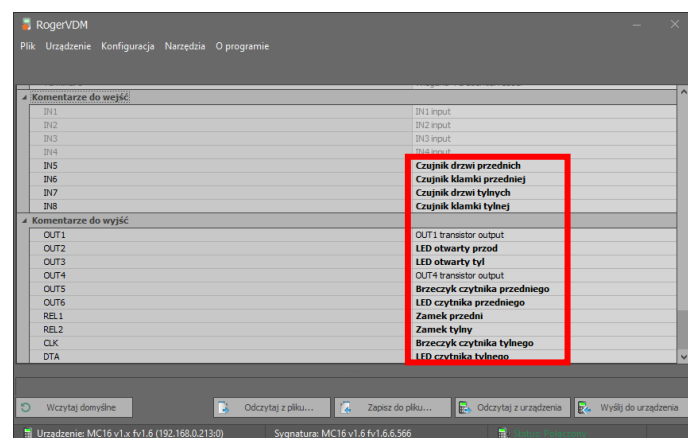 RogerVDM
Plik Urządzenie Konfiguracja Narzędzia O programie
Komentarze do wejść
IN1 IN1 input
IN2 IN2 input
IN3 IN3 input
IN4 IN4 input
IN5 Czujnik drzwi przednich
IN6 Czujnik klamki przedniej
IN7 Czujnik drzwi tylnych
IN8 Czujnik klamki tylnej
Komentarze do wyjść
OUT1 OUT1 transistor output
OUT2 LED otwarty przod
OUT3 LED otwarty tyl
OUT4 OUT4 transistor output
OUT5 Brzeczyk czytnika przedniego
OUT6 LED czytnika przedniego
REL1 Zamek przedni
REL2 Zamek tylny
CLK Brzeczyk czytnika tylnego
DTA LED czytnika tylnego
Wczytaj domyślne Odczytaj z pliku... Zapisz do pliku... Odczytaj z urządzenia Wyślij do urządzenia
Urządzenie: MC16 v1.x fv1.6 (192.168.0.213:0) Sygnatura: MC16 v1.6 fv1.6.6.566 Status: Połączony